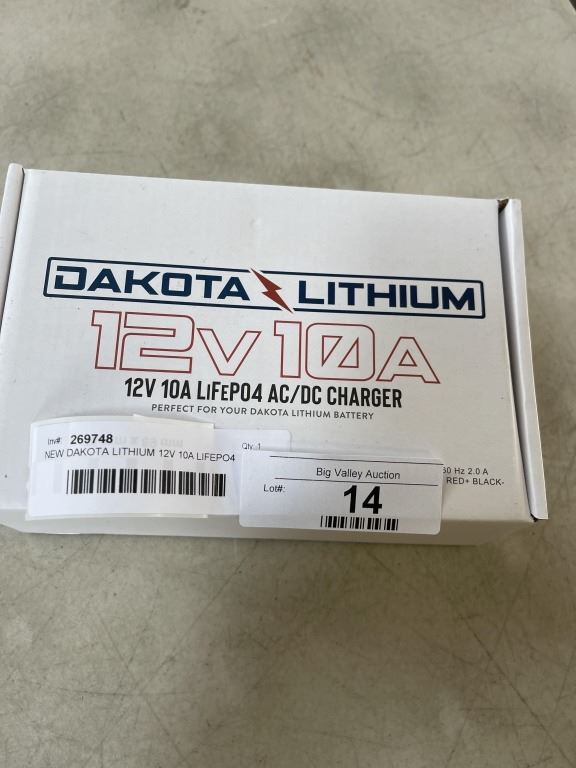 DAKOTA LITHIUM
12V 10A
12V 10A LiFePO4 AC/DC CHARGER
PERFECT FOR YOUR DAKOTA LITHIUM BATTERY
Inv#: 269748 Qty 1
NEW DAKOTA LITHIUM 12V 10A LIFEPO4
Big Valley Auction
Lot#: 14
Hz 2.0 A
RED+ BLACK-